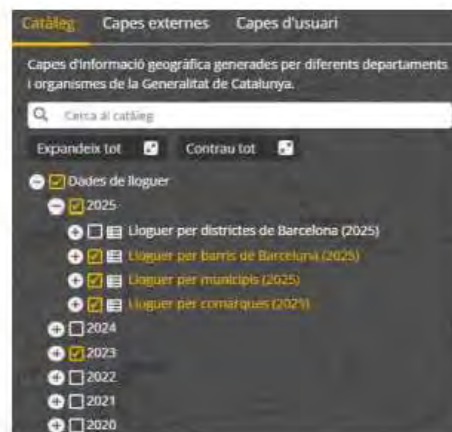 Catàleg Capes externes Capes d'usuari
Capes d'informació geogràfica generades per diferents departaments
i organismes de la Generalitat de Catalunya.
Cerca al catàleg
Expandeix tot Contrau tot
Dades de lloguer
2025
Lloguer per districtes de Barcelona (2025)
Lloguer per barris de Barcelona (2025)
Lloguer per municipis (2025)
Lloguer per comarques (2025)
2024
2023
2022
2021
2020